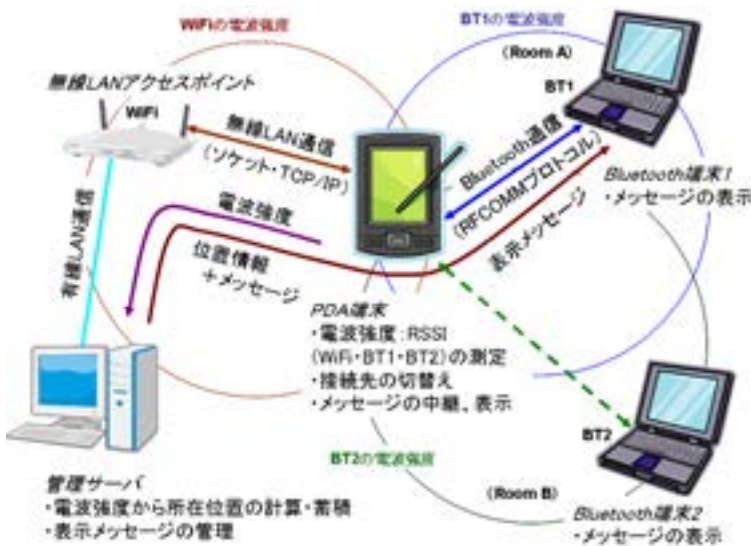 WiFiの電波強度
BT1の電波強度
(Room A)
BT1
無線LANアクセスポイント
WiFi
無線LAN通信
(ソケット・TCP/IP)
Bluetooth通信
(RFCOMMプロトコル)
表示メッセージ
Bluetooth端末1
・メッセージの表示
有線LAN通信
電波強度
位置情報
+メッセージ
PDA端末
・電波強度:RSSI
(WiFi・BT1・BT2)の測定
・接続先の切替え
・メッセージの中継、表示
BT2の電波強度
BT2
(Room B)
Bluetooth端末2
・メッセージの表示
管理サーバ
・電波強度から所在位置の計算・蓄積
・表示メッセージの管理